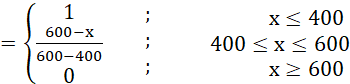 = { 1 ; x ≤ 400
600−x / 600−400 ; 400 ≤ x ≤ 600
0 ; x ≥ 600